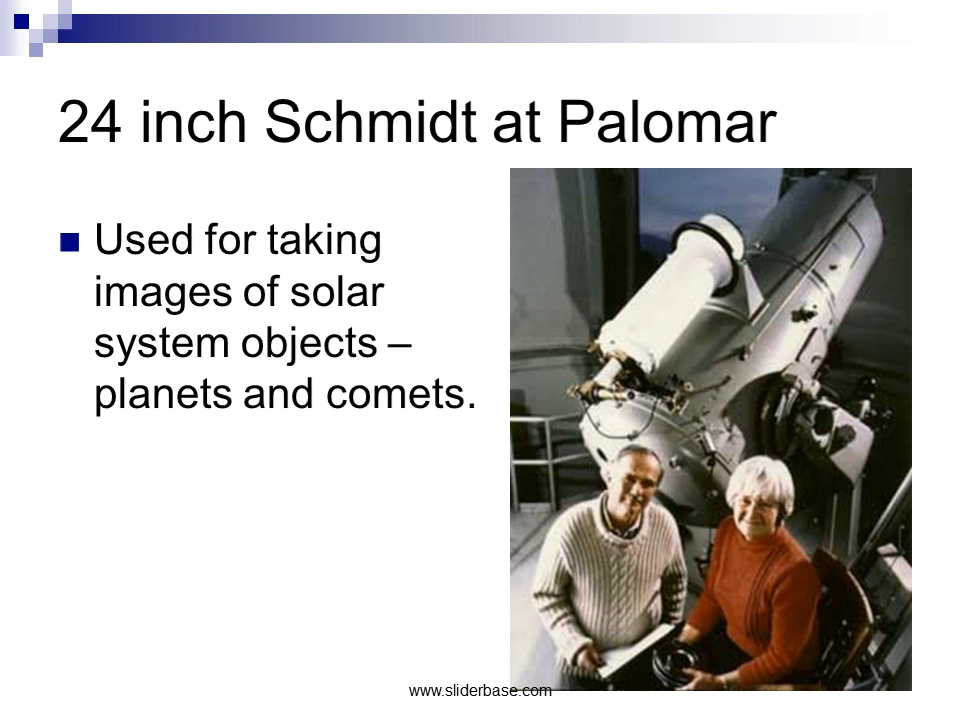 24 inch Schmidt at Palomar
Used for taking
images of solar
system objects –
planets and comets.
www.sliderbase.com